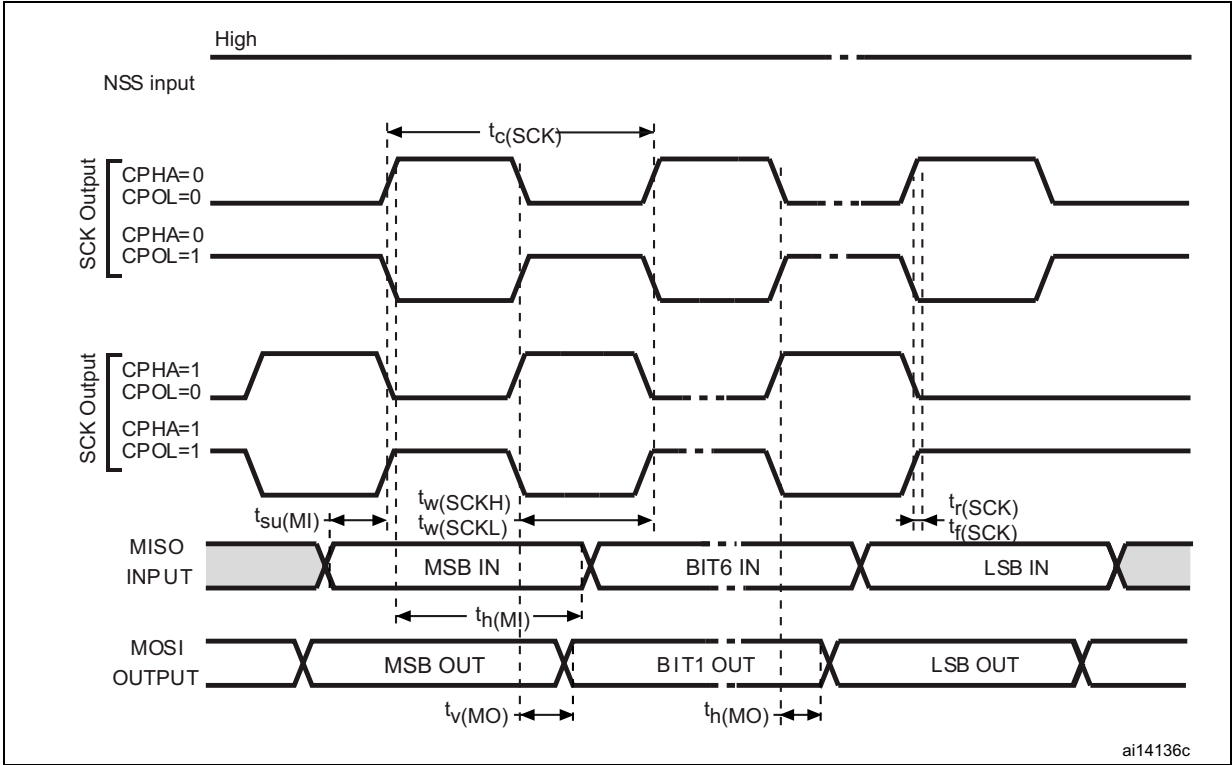 High
NSS input
tc(SCK)
SCK Output
CPHA=0
CPOL=0
CPHA=0
CPOL=1
SCK Output
CPHA=1
CPOL=0
CPHA=1
CPOL=1
tsu(MI)
tw(SCKH)
tw(SCKL)
tr(SCK)
tf(SCK)
MISO
INPUT
MSB IN
BIT6 IN
LSB IN
th(MI)
MOSI
OUTPUT
MSB OUT
BIT1 OUT
LSB OUT
tv(MO)
th(MO)
ai14136c